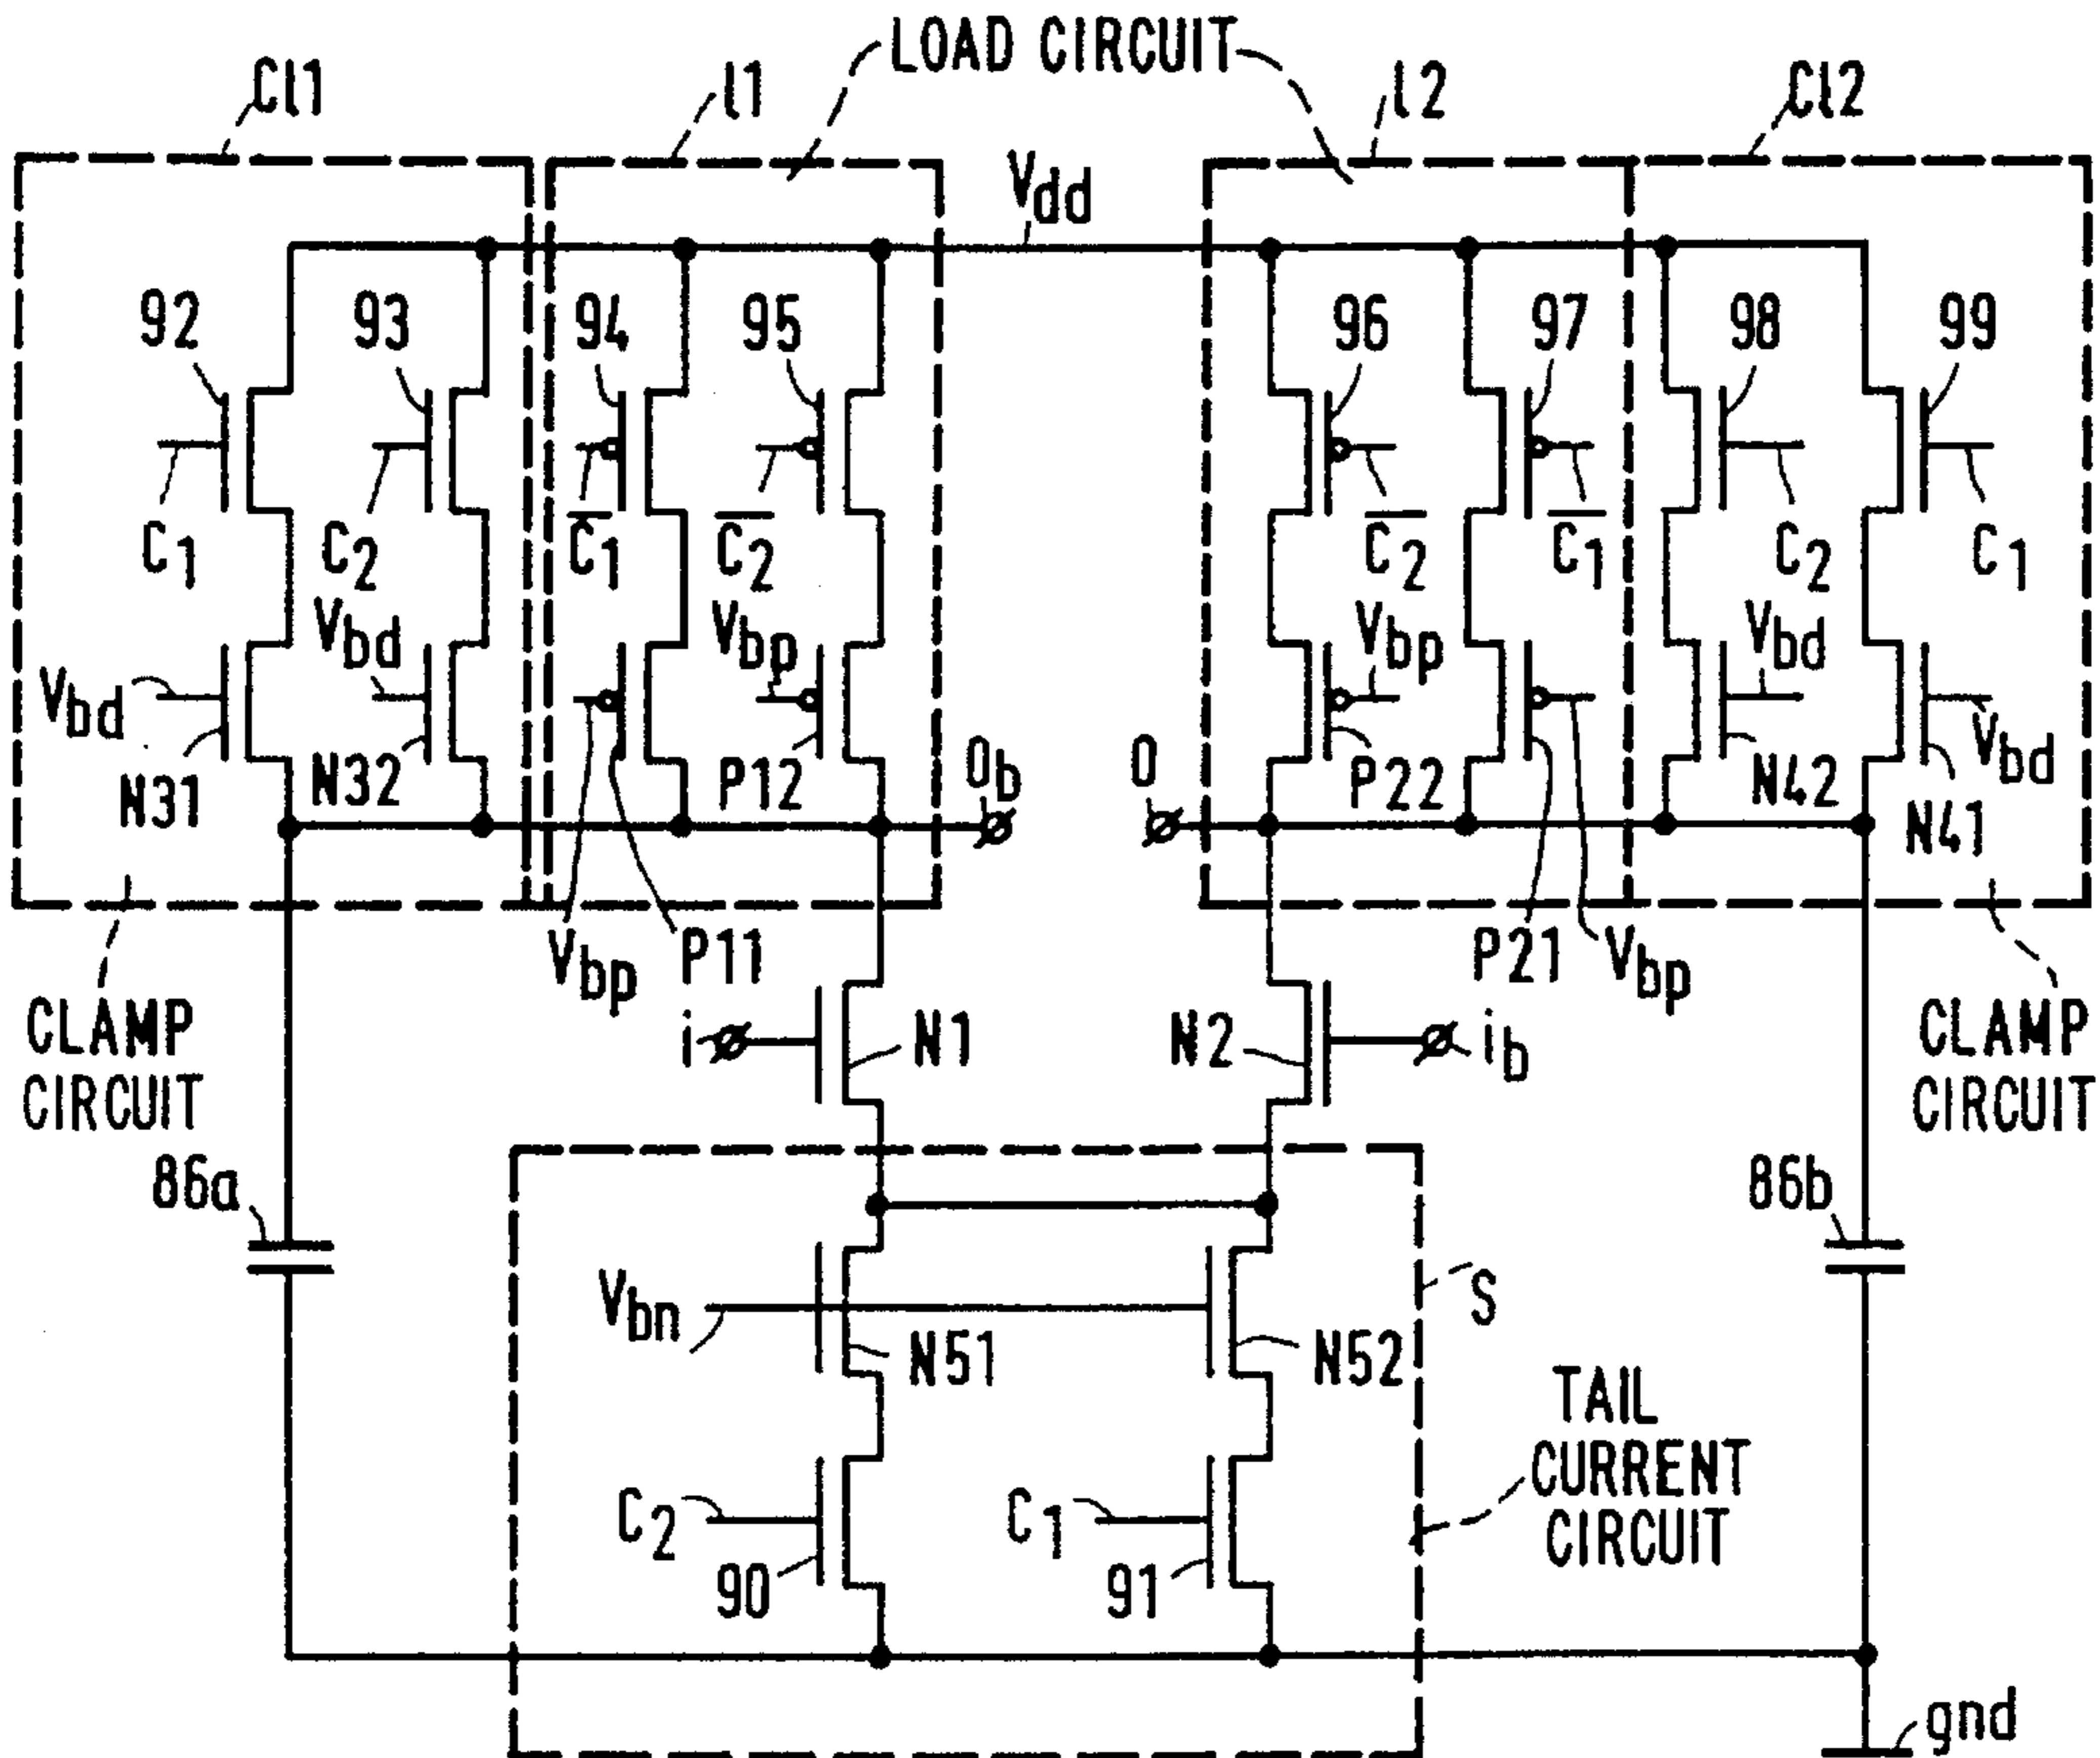 LOAD CIRCUIT
Cl1
l1
l2
Cl2
Vdd
92
93
94
95
96
97
98
99
C1
C2
C̅1
C̅2
C̅2
C̅1
C2
C1
Vbd
Vbd
Vbp
Vbp
Vbd
Vbd
N31
N32
P12
Ob
O
P22
N42
N41
Vbp
P11
P21
Vbp
CLAMP
CIRCUIT
i
N1
N2
ib
CLAMP
CIRCUIT
86a
86b
Vbn
N51
N52
S
TAIL
CURRENT
CIRCUIT
C2
90
C1
91
gnd